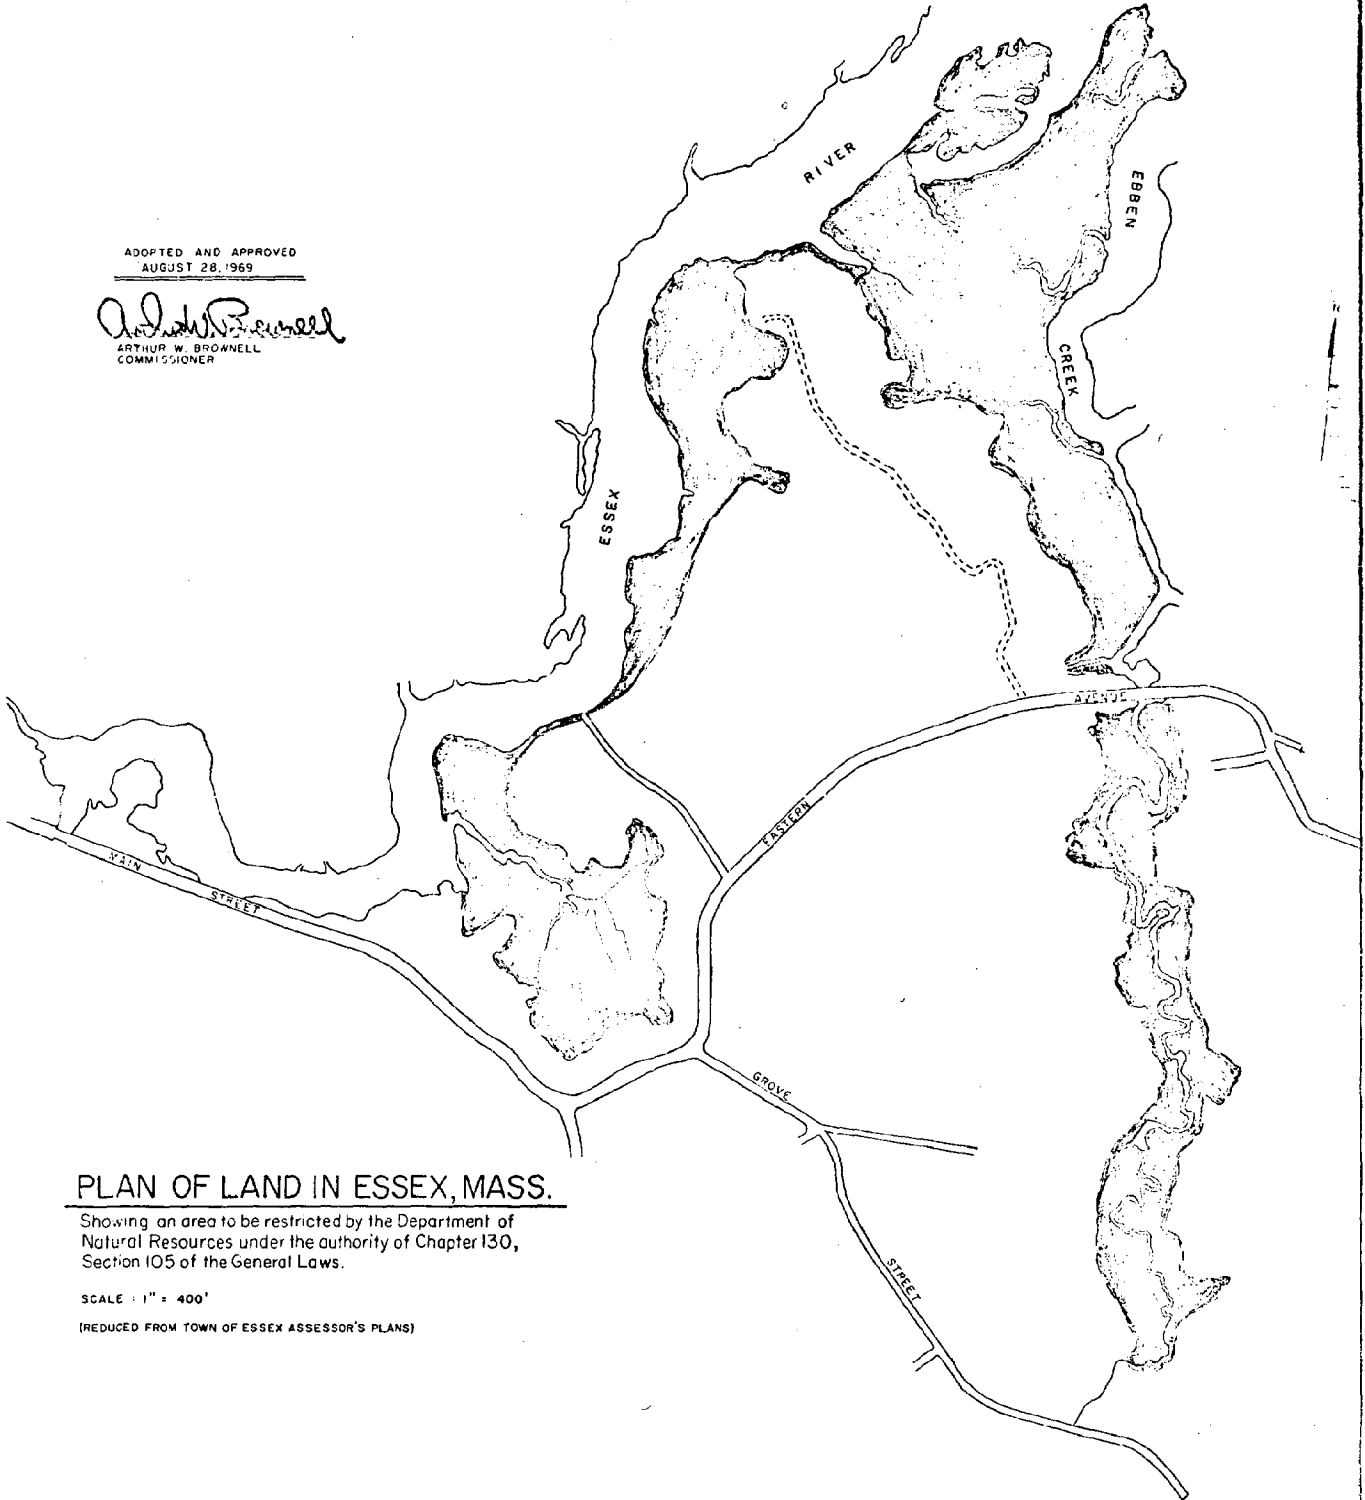 RIVER
EBBEN
ADOPTED AND APPROVED
AUGUST 28, 1969
Arthur W. Brownell
ARTHUR W. BROWNELL
COMMISSIONER
CREEK
ESSEX
AVENUE
EASTERN
MAIN
STREET
GROVE
PLAN OF LAND IN ESSEX, MASS.
Showing an area to be restricted by the Department of
Natural Resources under the authority of Chapter 130,
Section 105 of the General Laws.
STREET
SCALE : 1" = 400'
(REDUCED FROM TOWN OF ESSEX ASSESSOR'S PLANS)